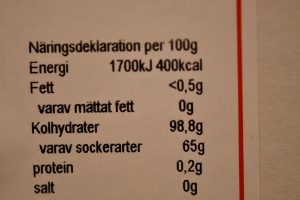 Näringsdeklaration per 100g
Energi 1700kJ 400kcal
Fett <0,5g
varav mättat fett 0g
Kolhydrater 98,8g
varav sockerarter 65g
protein 0,2g
salt 0g